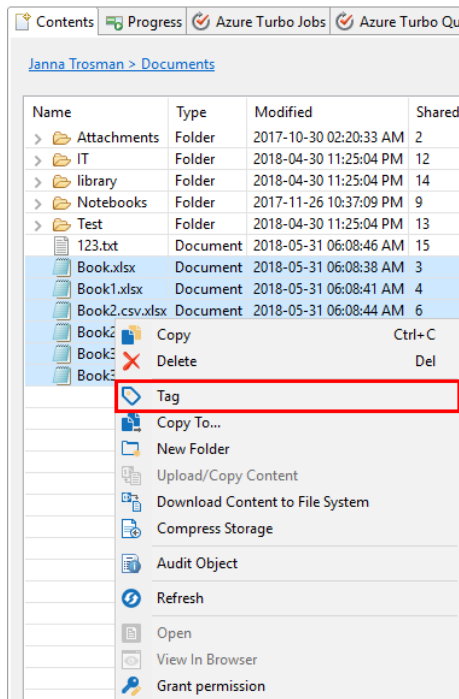 Contents Progress Azure Turbo Jobs Azure Turbo Qu
Janna Trosman > Documents
Name Type Modified Shared
Attachments Folder 2017-10-30 02:20:33 AM 2
IT Folder 2018-04-30 11:25:04 PM 12
library Folder 2018-04-30 11:25:04 PM 14
Notebooks Folder 2017-11-26 10:37:09 PM 9
Test Folder 2018-04-30 11:25:04 PM 13
123.txt Document 2018-05-31 06:08:46 AM 15
Book.xlsx Document 2018-05-31 06:08:38 AM 3
Book1.xlsx Document 2018-05-31 06:08:41 AM 4
Book2.csv.xlsx Document 2018-05-31 06:08:44 AM 6
Book2
Copy Ctrl+C
Book3
Delete Del
Book3
Tag
Copy To...
New Folder
Upload/Copy Content
Download Content to File System
Compress Storage
Audit Object
Refresh
Open
View In Browser
Grant permission